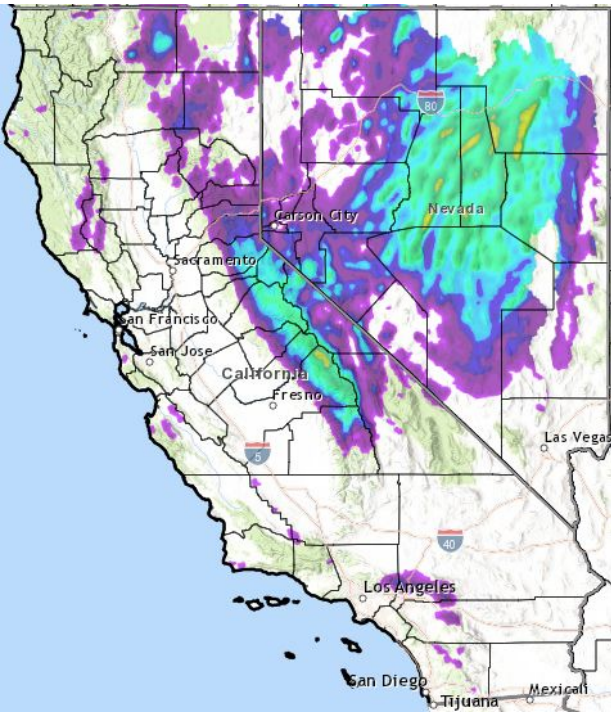 80
Nevada
Carson City
Sacramento
San Francisco
San Jose
California
Fresno
5
Las Vegas
40
Los Angeles
San Diego
Mexicali
Tijuana